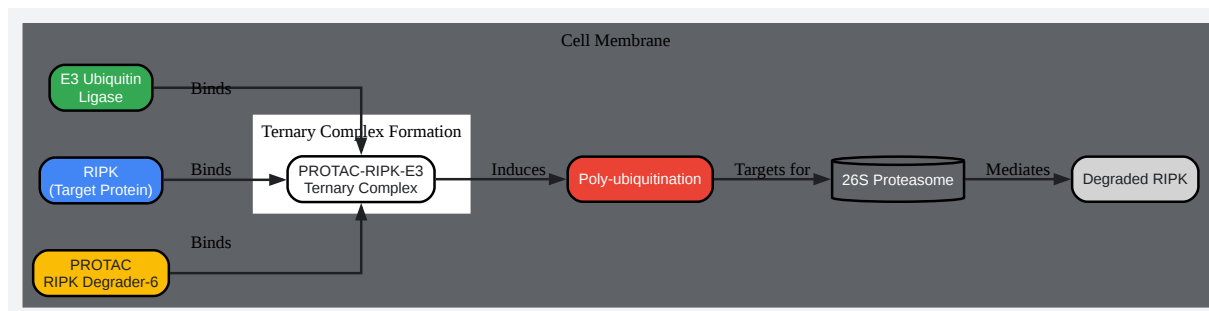 Cell Membrane
E3 Ubiquitin
Ligase
Binds
Ternary Complex Formation
RIPK
(Target Protein)
Binds
PROTAC-RIPK-E3
Ternary Complex
Induces
Poly-ubiquitination
Targets for
26S Proteasome
Mediates
Degraded RIPK
Binds
PROTAC
RIPK Degrader-6